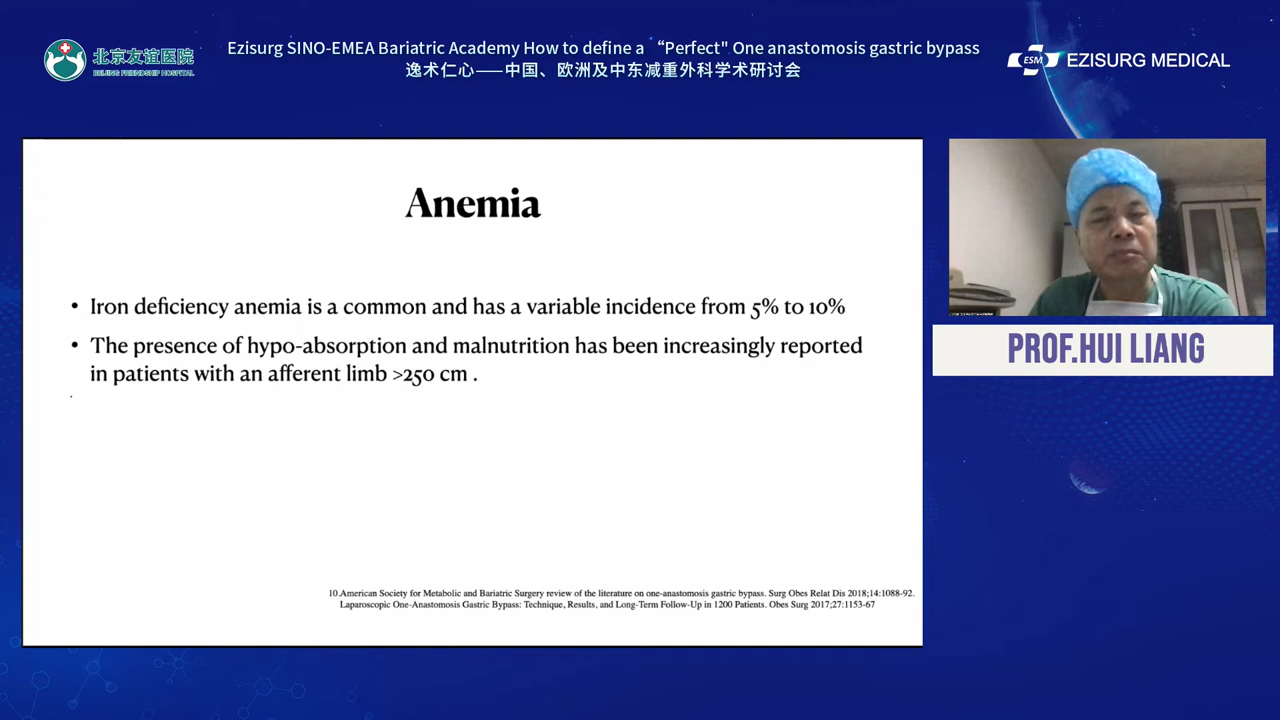 北京友谊医院
BEIJING FRIENDSHIP HOSPITAL
Ezisurg SINO-EMEA Bariatric Academy How to define a “Perfect" One anastomosis gastric bypass
逸术仁心——中国、欧洲及中东减重外科学术研讨会
ESM
EZISURG MEDICAL
Anemia
• Iron deficiency anemia is a common and has a variable incidence from 5% to 10%
• The presence of hypo-absorption and malnutrition has been increasingly reported
in patients with an afferent limb >250 cm .
10.American Society for Metabolic and Bariatric Surgery review of the literature on one-anastomosis gastric bypass. Surg Obes Relat Dis 2018;14:1088-92.
Laparoscopic One-Anastomosis Gastric Bypass: Technique, Results, and Long-Term Follow-Up in 1200 Patients. Obes Surg 2017;27:1153-67
PROF.HUI LIANG